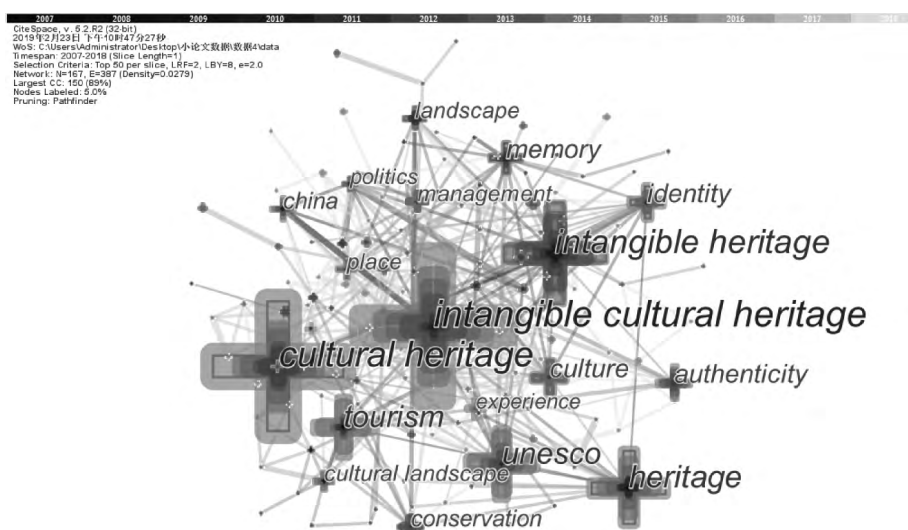 2007 2008 2009 2010 2011 2012 2013 2014 2015 2016 2017 2018
CiteSpace, v. 5.2.R2 (32-bit)
2019年2月23日 下午10时47分27秒
WoS: C:\Users\Administrator\Desktop\小论文数据\数据4\data
Timespan: 2007-2018 (Slice Length=1)
Selection Criteria: Top 50 per slice, LRF=2, LBY=8, e=2.0
Network: N=167, E=387 (Density=0.0279)
Largest CC: 150 (89%)
Nodes Labeled: 5.0%
Pruning: Pathfinder
landscape
memory
politics
management
identity
china
intangible heritage
place
intangible cultural heritage
cultural heritage
culture
authenticity
experience
tourism
unesco
cultural landscape
heritage
conservation